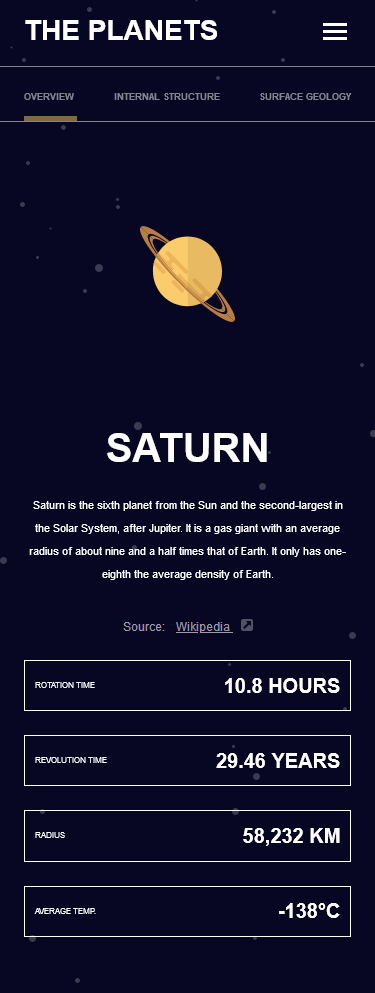 THE PLANETS
OVERVIEW INTERNAL STRUCTURE SURFACE GEOLOGY
SATURN
Saturn is the sixth planet from the Sun and the second-largest in
the Solar System, after Jupiter. It is a gas giant with an average
radius of about nine and a half times that of Earth. It only has one-
eighth the average density of Earth.
Source: Wikipedia
ROTATION TIME 10.8 HOURS
REVOLUTION TIME 29.46 YEARS
RADIUS 58,232 KM
AVERAGE TEMP. -138°C